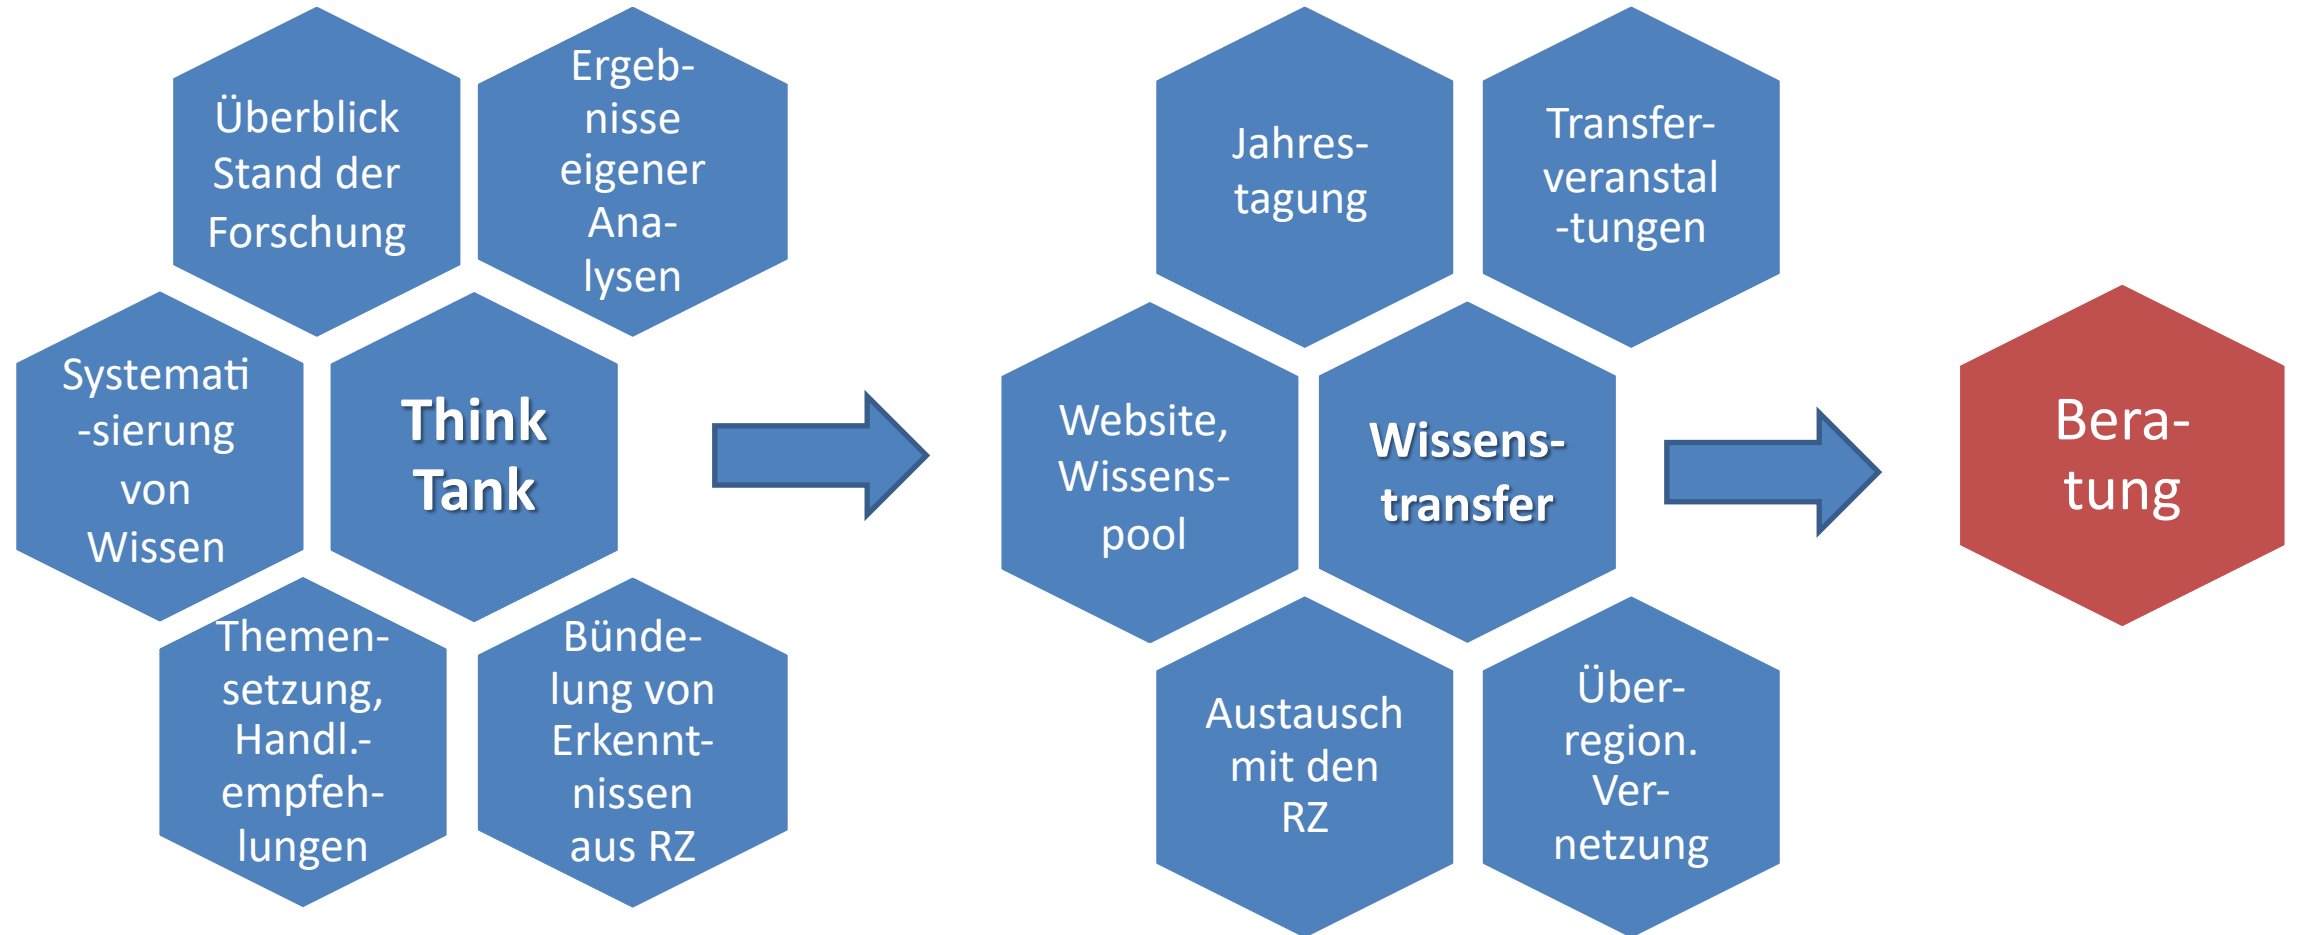 Überblick
Stand der
Forschung
Ergeb-
nisse
eigener
Ana-
lysen
Systemati
-sierung
von
Wissen
Think
Tank
Themen-
setzung,
Handl.-
empfeh-
lungen
Bünde-
lung von
Erkennt-
nissen
aus RZ
Jahres-
tagung
Transfer-
veranstal
-tungen
Website,
Wissens-
pool
Wissens-
transfer
Austausch
mit den
RZ
Über-
region.
Ver-
netzung
Bera-
tung